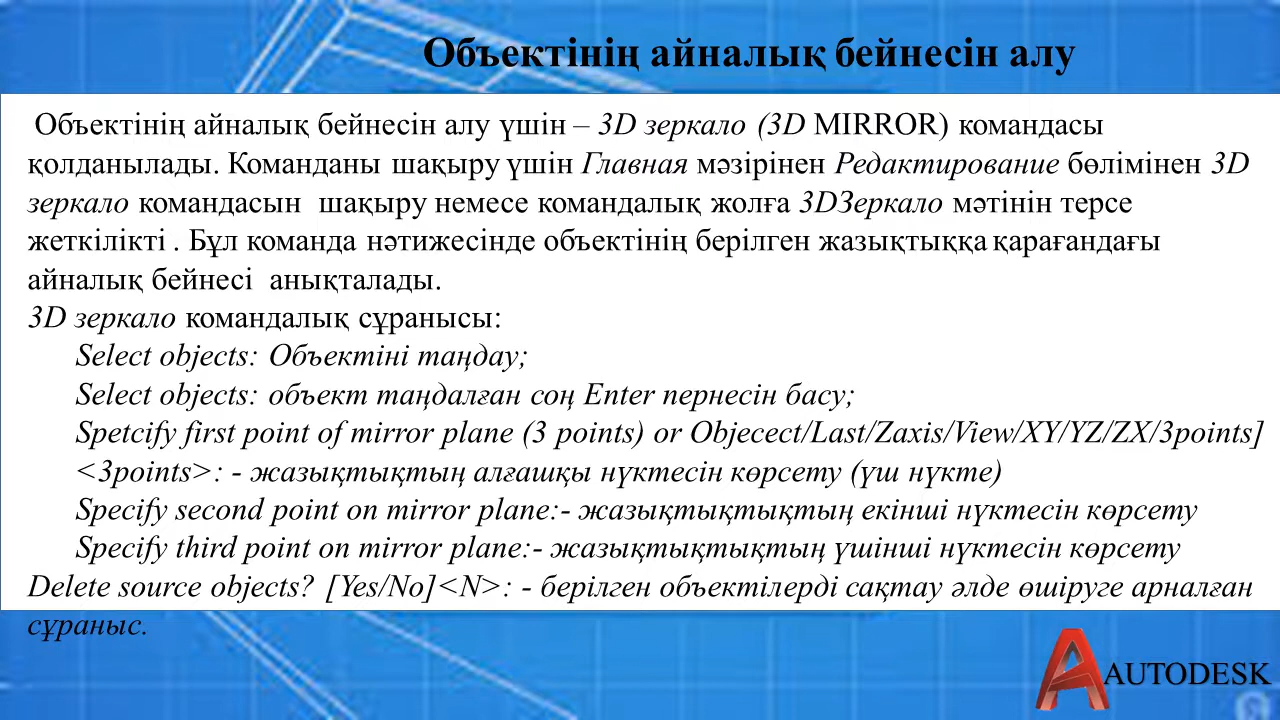 Объектінің айналық бейнесін алу
Объектінің айналық бейнесін алу үшін – 3D зеркало (3D MIRROR) командасы
қолданылады. Команданы шақыру үшін Главная мәзірінен Редактирование бөлімінен 3D
зеркало командасын шақыру немесе командалық жолға 3DЗеркало мәтінін терсе
жеткілікті . Бұл команда нәтижесінде объектінің берілген жазықтыққа қарағандағы
айналық бейнесі анықталады.
3D зеркало командалық сұранысы:
Select objects: Объектіні таңдау;
Select objects: объект таңдалған соң Enter пернесін басу;
Spetcify first point of mirror plane (3 points) or Objecect/Last/Zaxis/View/XY/YZ/ZX/3points]
<3points>: - жазықтықтың алғашқы нүктесін көрсету (үш нүкте)
Specify second point on mirror plane:- жазықтықтықтың екінші нүктесін көрсету
Specify third point on mirror plane:- жазықтықтықтың үшінші нүктесін көрсету
Delete source objects? [Yes/No]<N>: - берілген объектілерді сақтау әлде өшіруге арналған
сұраныс.
AUTODESK